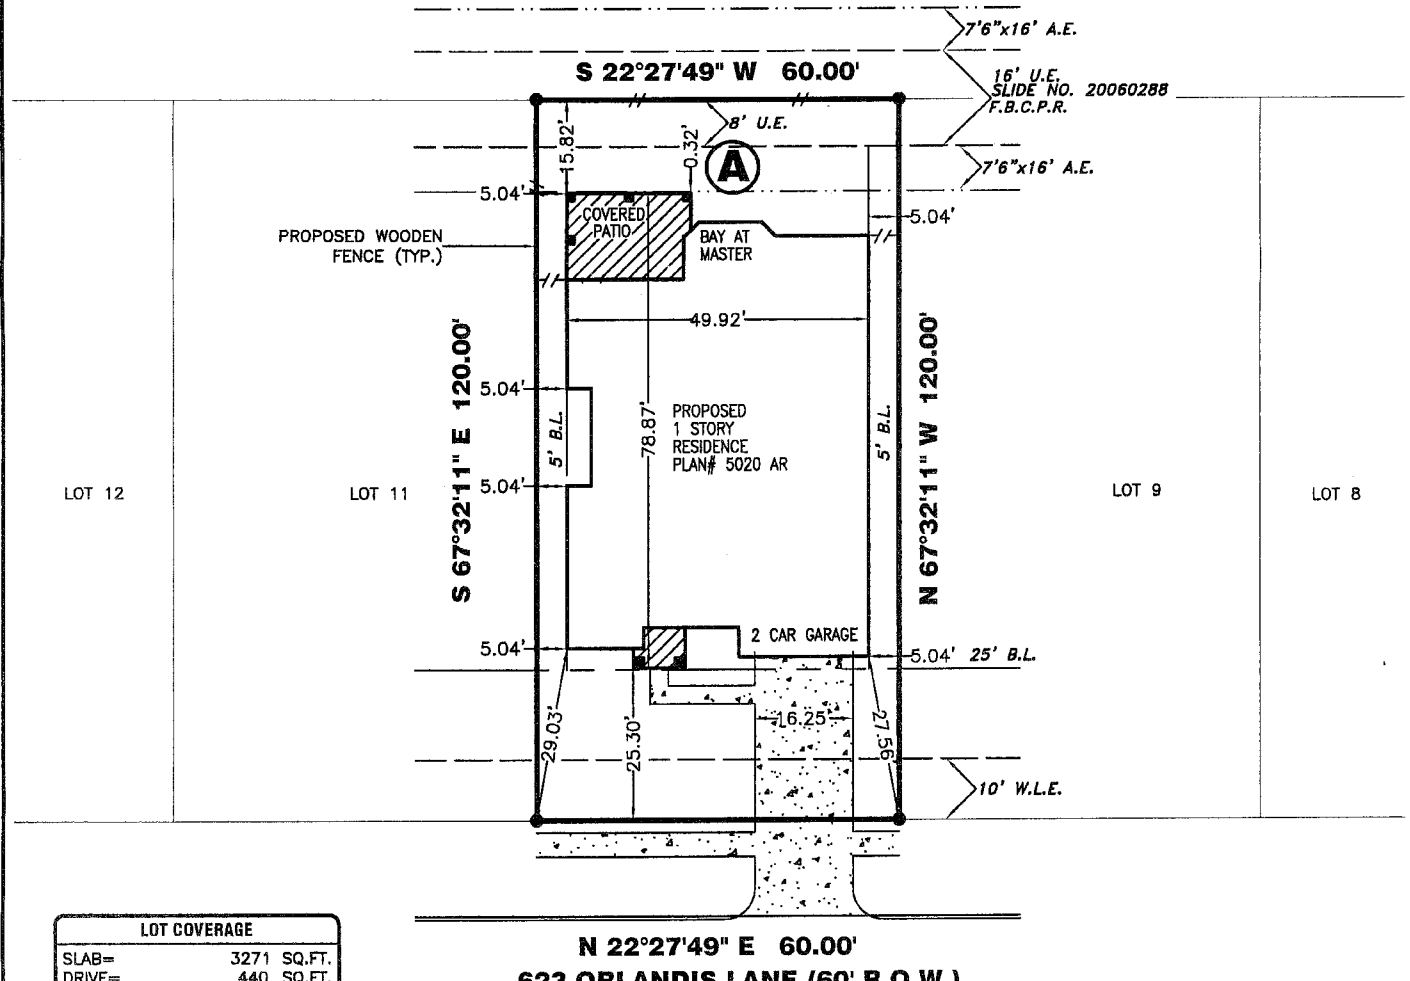 7'6"x16' A.E.
S 22°27'49" W 60.00'
16' U.E.
SLIDE NO. 20060288
F.B.C.P.R.
8' U.E.
15.82'
0.32'
A
7'6"x16' A.E.
5.04'
5.04'
COVERED
PATIO
PROPOSED WOODEN
FENCE (TYP.)
BAY AT
MASTER
49.92'
S 67°32'11" E 120.00'
N 67°32'11" W 120.00'
5.04'
5' B.L.
78.87'
PROPOSED
1 STORY
RESIDENCE
PLAN# 5020 AR
5' B.L.
5.04'
LOT 12
LOT 11
LOT 9
LOT 8
2 CAR GARAGE
5.04'
5.04'
25' B.L.
29.03'
25.30'
16.25'
27.56'
10' W.L.E.
LOT COVERAGE
SLAB= 3271 SQ.FT.
DRIVE= 440 SQ.FT.
N 22°27'49" E 60.00'
623 ORLANDIS LANE (60' R.O.W.)